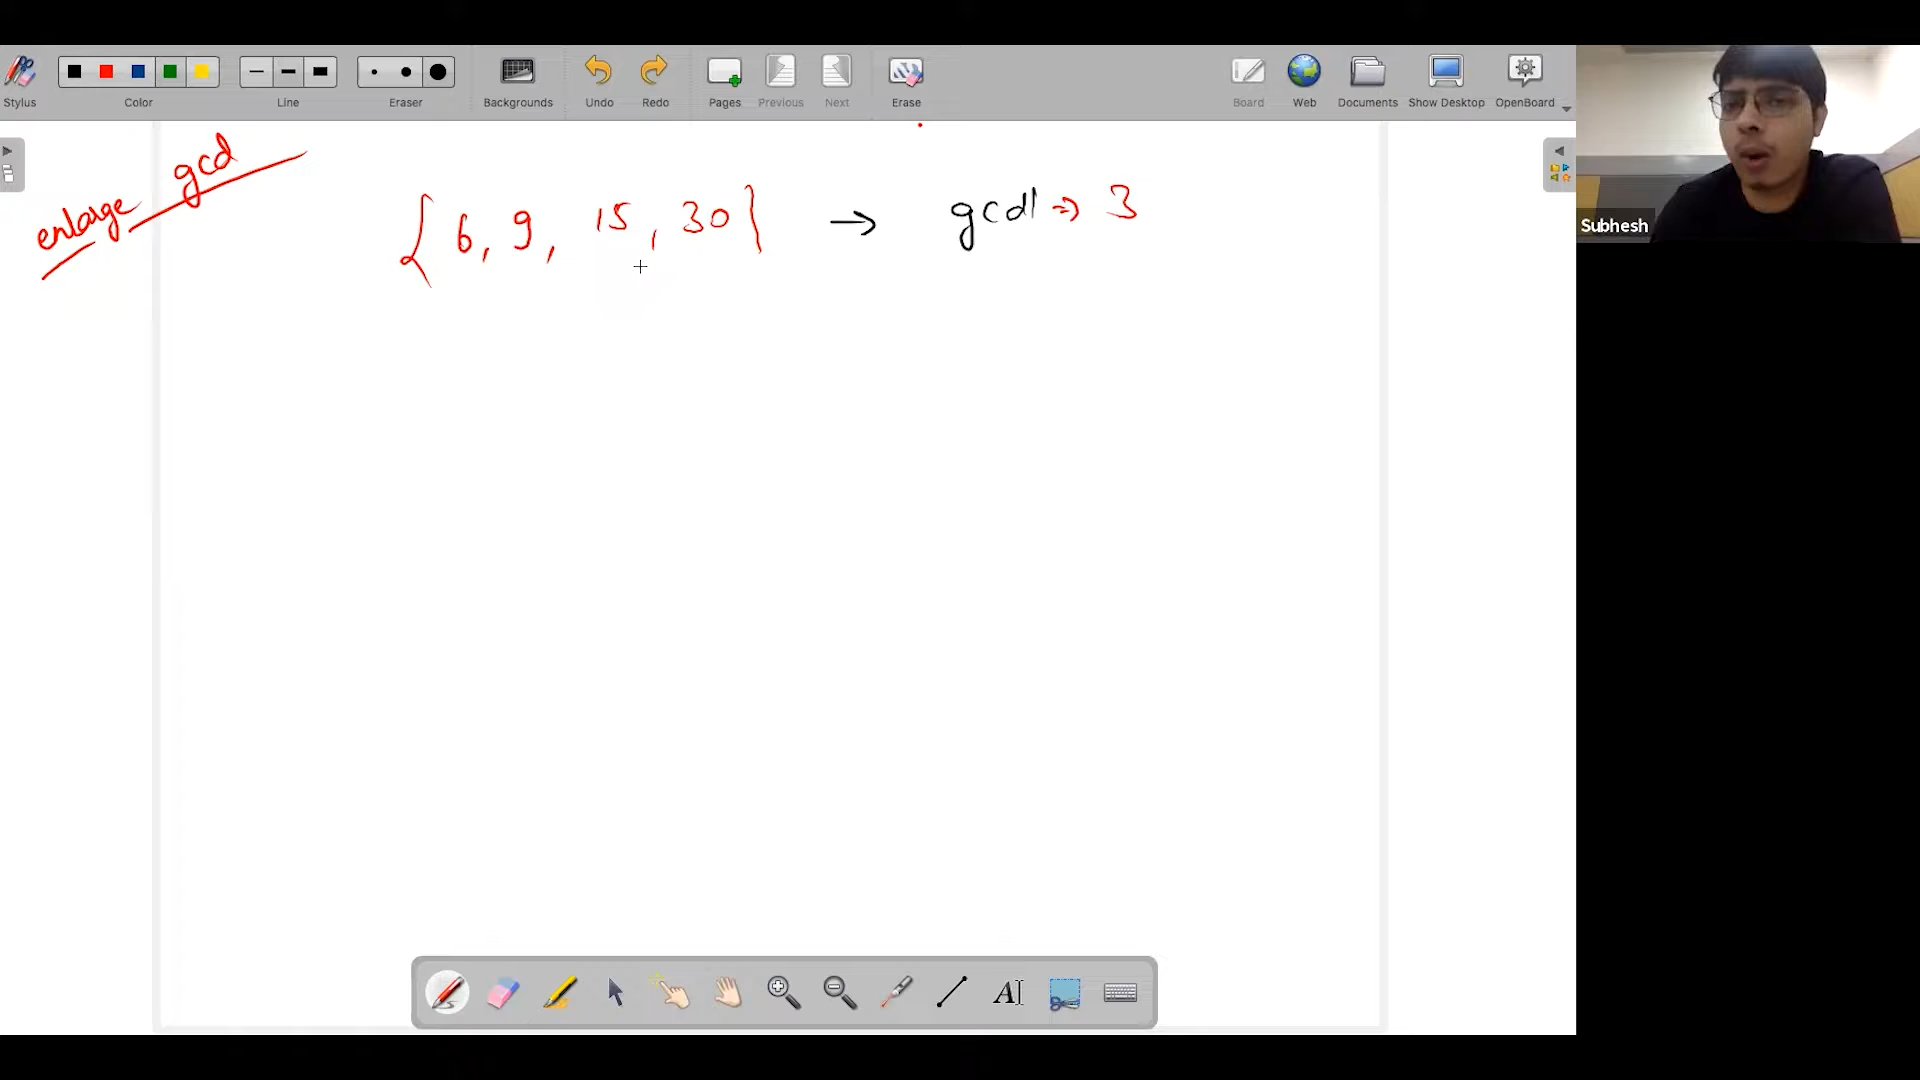 Stylus
Color
Line
Eraser
Backgrounds
Undo
Redo
Pages
Previous
Next
Erase
Board
Web
Documents
Show Desktop
OpenBoard
enlarge gcd
{6, 9, 15, 30} → gcd ⇒ 3
Subhesh
AI